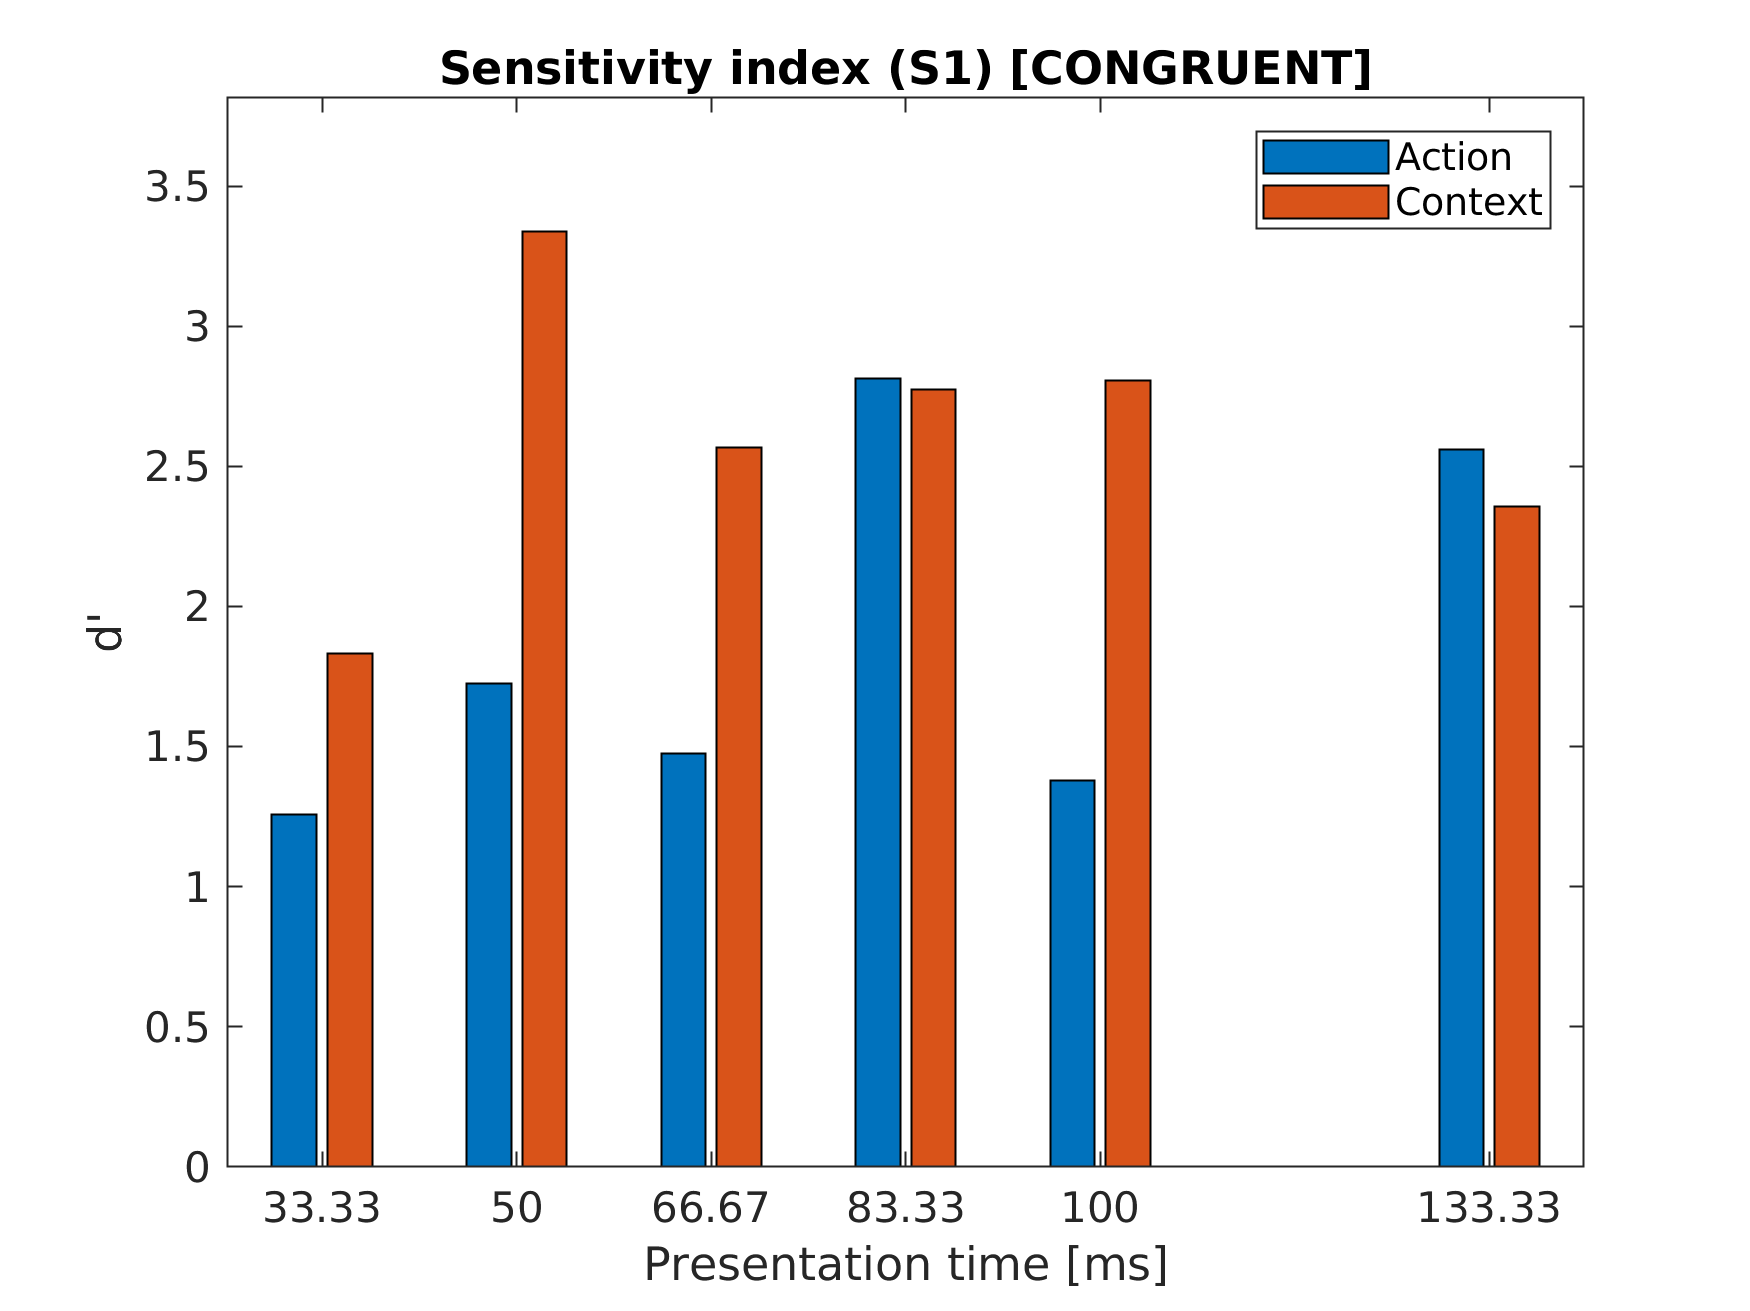 Sensitivity index (S1) [CONGRUENT]
Action
Context
3.5
3
2.5
2
1.5
1
0.5
0
d'
33.33 50 66.67 83.33 100 133.33
Presentation time [ms]